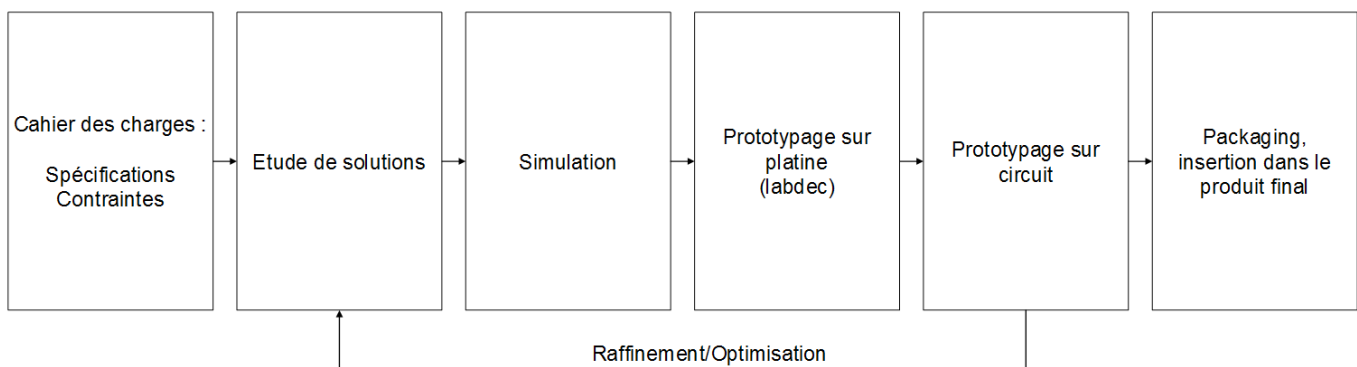 Cahier des charges :
Spécifications
Contraintes
Etude de solutions
Simulation
Prototypage sur
platine
(labdec)
Prototypage sur
circuit
Packaging,
insertion dans le
produit final
Raffinement/Optimisation